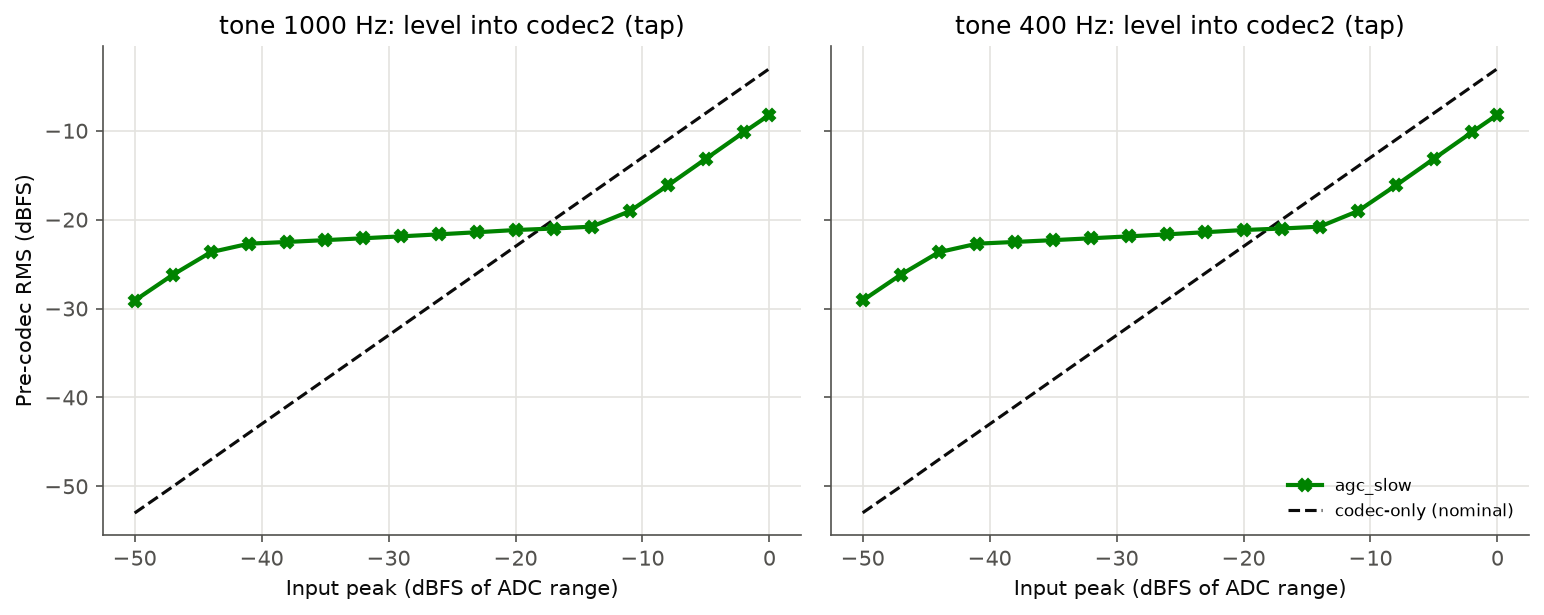 tone 1000 Hz: level into codec2 (tap)
Pre-codec RMS (dBFS)
−10
−20
−30
−40
−50
−50 −40 −30 −20 −10 0
Input peak (dBFS of ADC range)
tone 400 Hz: level into codec2 (tap)
agc_slow
codec-only (nominal)
−50 −40 −30 −20 −10 0
Input peak (dBFS of ADC range)